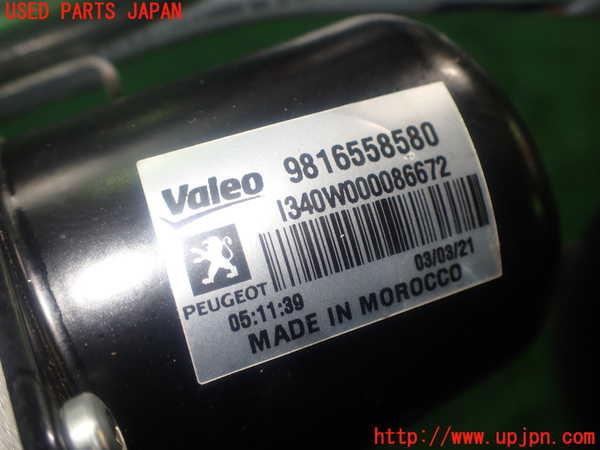 USED PARTS JAPAN
Valeo 9816558580
I340W000086672
PEUGEOT
03/03/21
05:11:39
MADE IN MOROCCO
http://www.upjpn.com